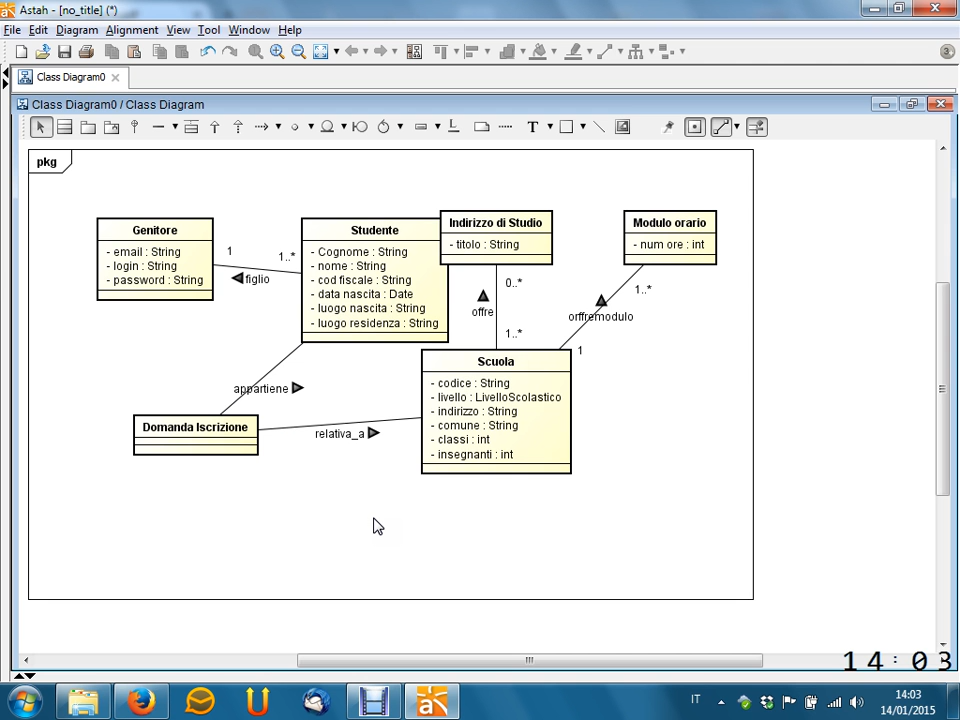 Astah - [no_title] (*)
File Edit Diagram Alignment View Tool Window Help
Class Diagram0
Class Diagram0 / Class Diagram
T
pkg
Genitore
- email : String
- login : String
- password : String
1
1..*
figlio
Studente
- Cognome : String
- nome : String
- cod fiscale : String
- data nascita : Date
- luogo nascita : String
- luogo residenza : String
Indirizzo di Studio
- titolo : String
Modulo orario
- num ore : int
0..*
offre
1..*
1..*
orffremodulo
1
Scuola
- codice : String
- livello : LivelloScolastico
- indirizzo : String
- comune : String
- classi : int
- insegnanti : int
appartiene
Domanda Iscrizione
relativa_a
14:03
IT
14:03
14/01/2015